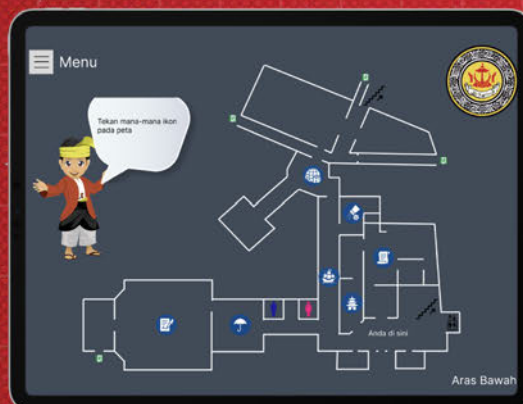 Menu
Tekan mana-mana ikon
pada peta
Anda di sini
Aras Bawah